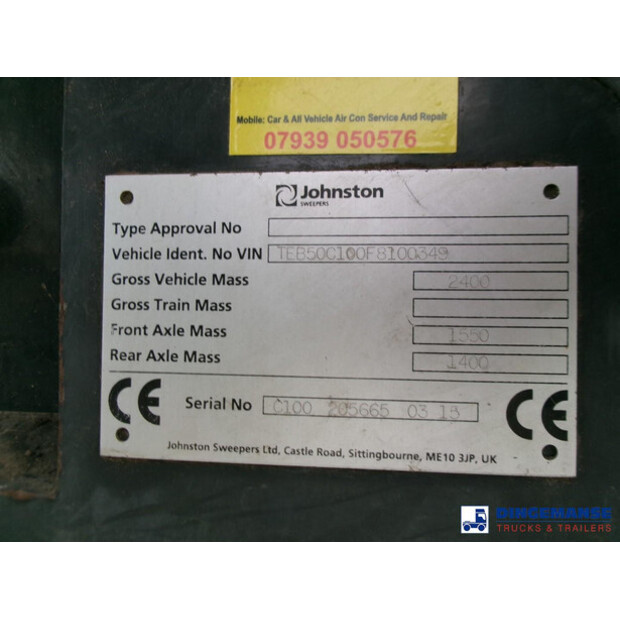 Mobile: Car & All Vehicle Air Con Service And Repair
07939 050576
Johnston
SWEEPERS
Type Approval No
Vehicle Ident. No VIN TEB50C100F8100349
Gross Vehicle Mass 2400
Gross Train Mass
Front Axle Mass 1550
Rear Axle Mass 1400
CE Serial No C100 205665 03 15 CE
Johnston Sweepers Ltd, Castle Road, Sittingbourne, ME10 3JP, UK
TRUCKS & TRAILERS